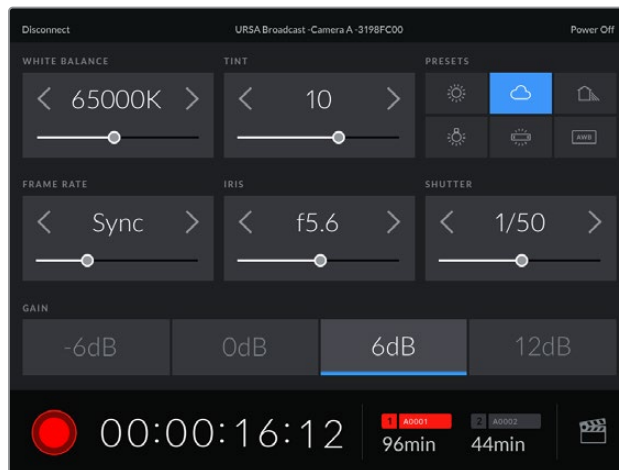 Disconnect URSA Broadcast -Camera A -3198FC00 Power Off
WHITE BALANCE TINT PRESETS
65000K 10
AWB
FRAME RATE IRIS SHUTTER
Sync f5.6 1/50
GAIN
-6dB 0dB 6dB 12dB
1 A0001 2 A0002
00:00:16:12 96min 44min